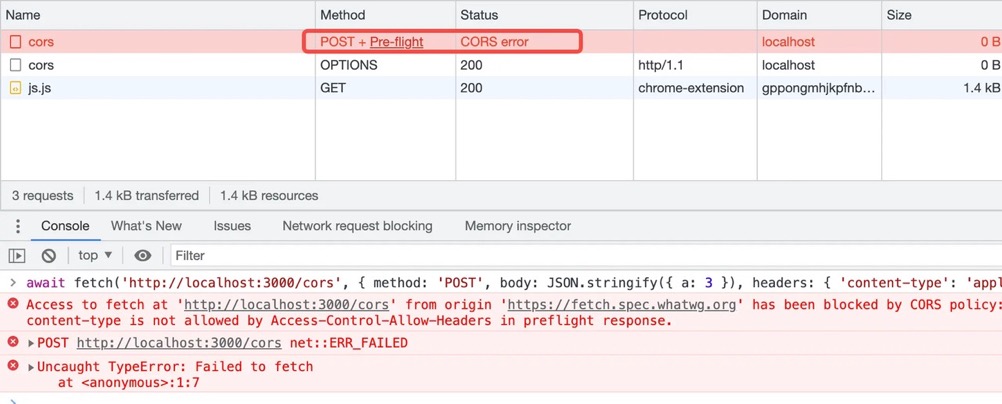 Name Method Status Protocol Domain Size
cors POST + Pre-flight CORS error localhost 0 B
cors OPTIONS 200 http/1.1 localhost 0 B
js.js GET 200 chrome-extension gppongmhjkpfnb... 1.4 kB
3 requests 1.4 kB transferred 1.4 kB resources
Console What's New Issues Network request blocking Memory inspector
top ▼ Filter
> await fetch('http://localhost:3000/cors', { method: 'POST', body: JSON.stringify({ a: 3 }), headers: { 'content-type': 'appl
Access to fetch at 'http://localhost:3000/cors' from origin 'https://fetch.spec.whatwg.org' has been blocked by CORS policy:
content-type is not allowed by Access-Control-Allow-Headers in preflight response.
▶POST http://localhost:3000/cors net::ERR_FAILED
▶Uncaught TypeError: Failed to fetch
at <anonymous>:1:7
>